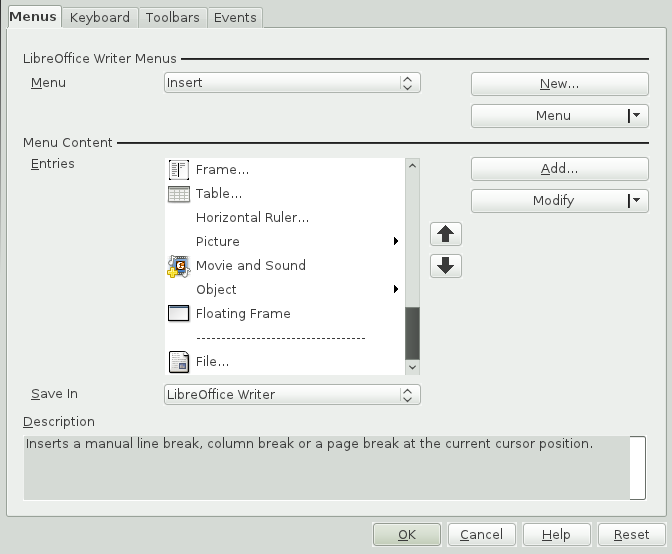 Menus Keyboard Toolbars Events
LibreOffice Writer Menus
Menu Insert New...
Menu
Menu Content
Entries Frame... Add...
Table... Modify
Horizontal Ruler...
Picture
Movie and Sound
Object
Floating Frame
----------------------------------
File...
Save In LibreOffice Writer
Description
Inserts a manual line break, column break or a page break at the current cursor position.
OK Cancel Help Reset